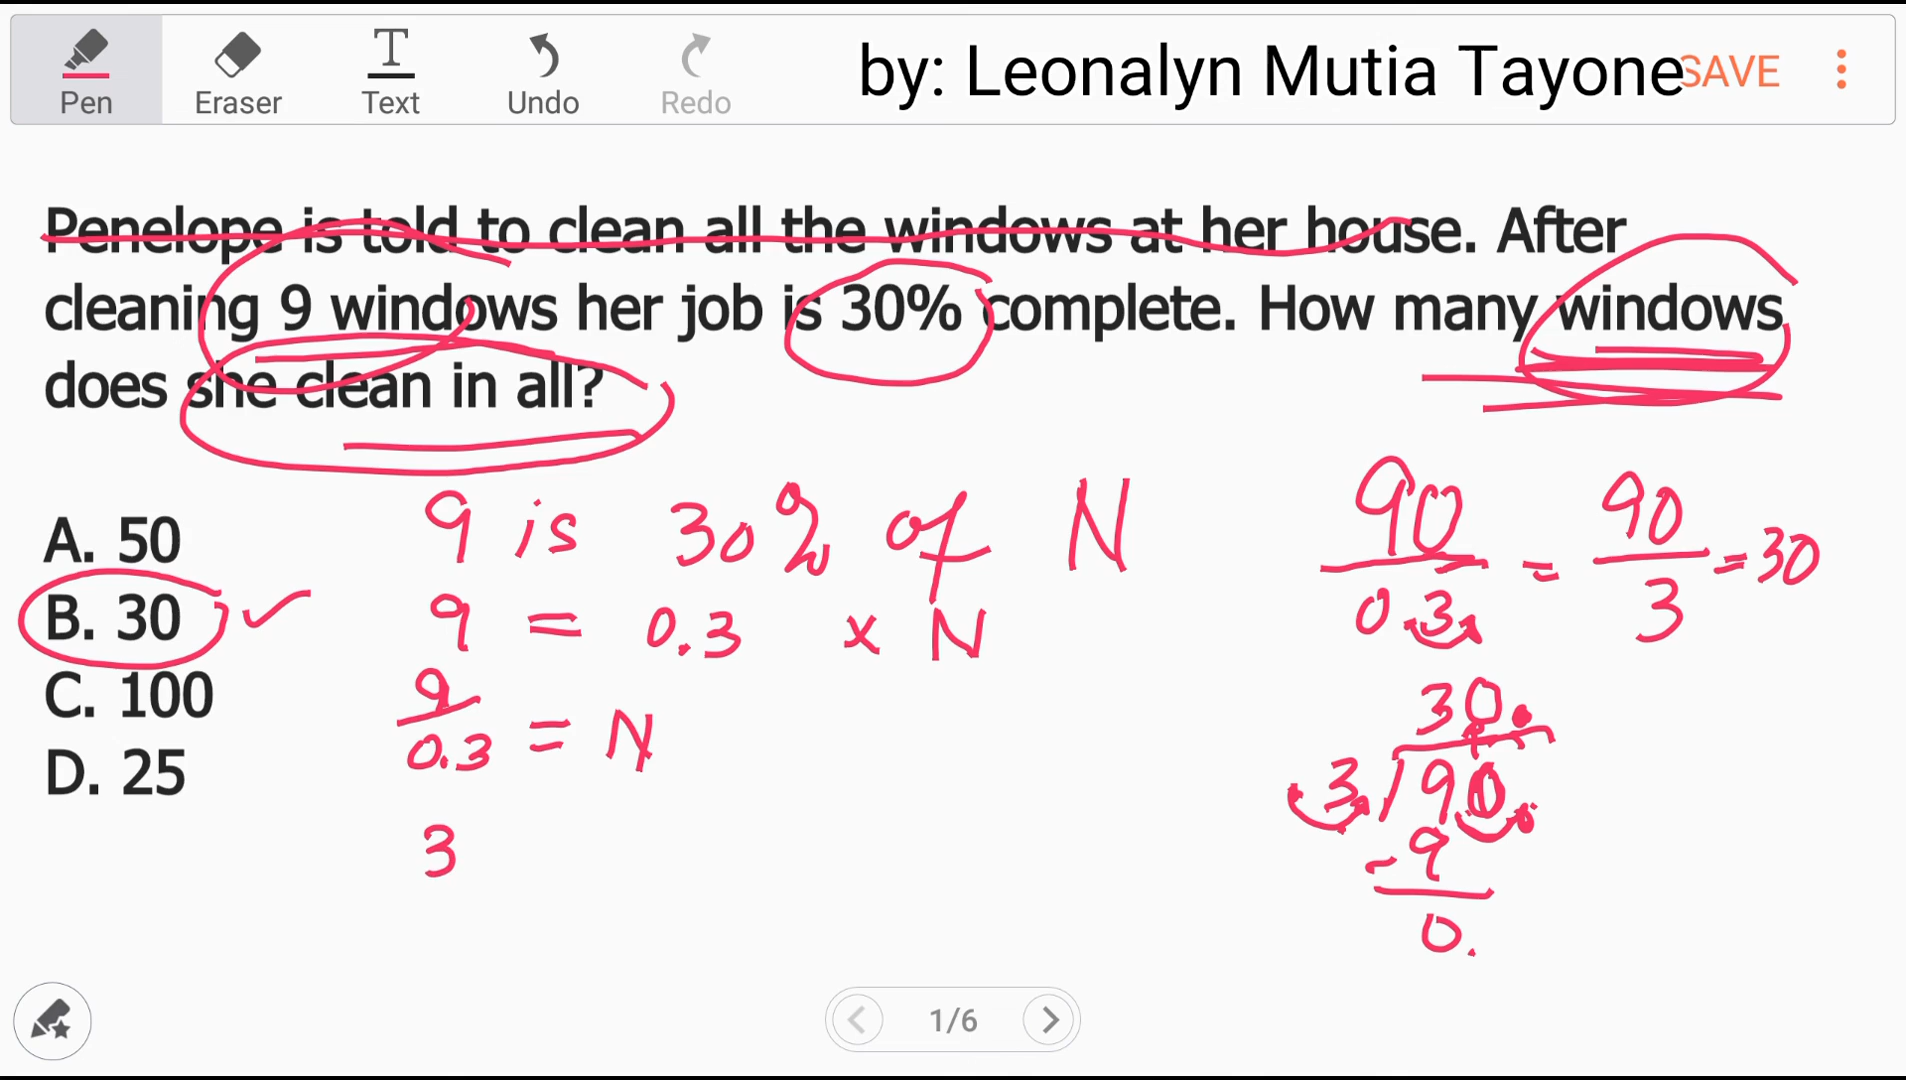 Pen Eraser Text Undo Redo by: Leonalyn Mutia Tayone SAVE
Penelope is told to clean all the windows at her house. After
cleaning 9 windows her job is 30% complete. How many windows
does she clean in all?
A. 50
B. 30 ✓
C. 100
D. 25
9 is 30% of N
9 = 0.3 x N
9/0.3 = N
3
90/0.3 = 90/3 = 30
30.
3)90
-9
0.
1/6